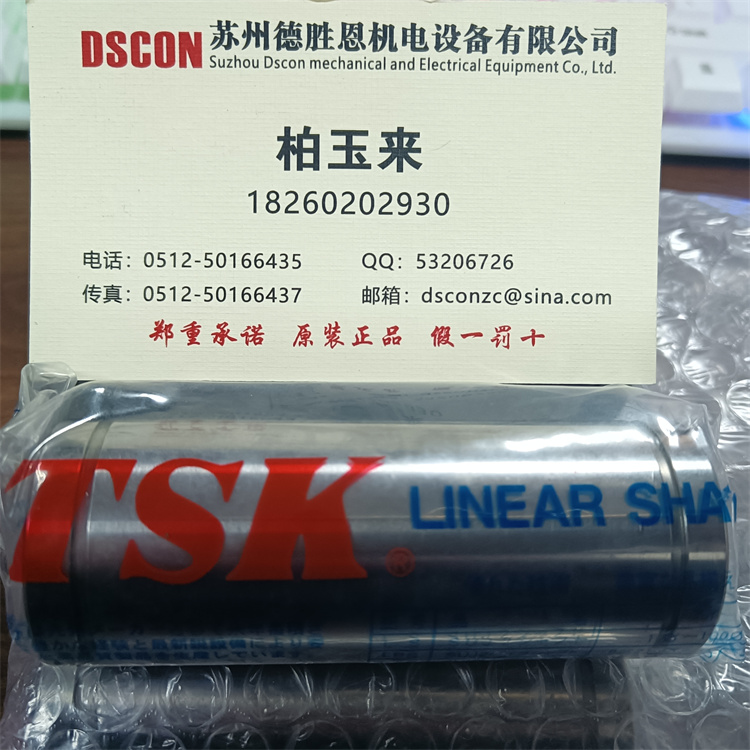 DSCON 苏州德胜恩机电设备有限公司
Suzhou Dscon mechanical and Electrical Equipment Co., Ltd.
柏玉来
18260202930
电话：0512-50166435 QQ：53206726
传真：0512-50166437 邮箱：dsconzc@sina.com
郑重承诺 原装正品 假一罚十
TSK® LINEAR SHA